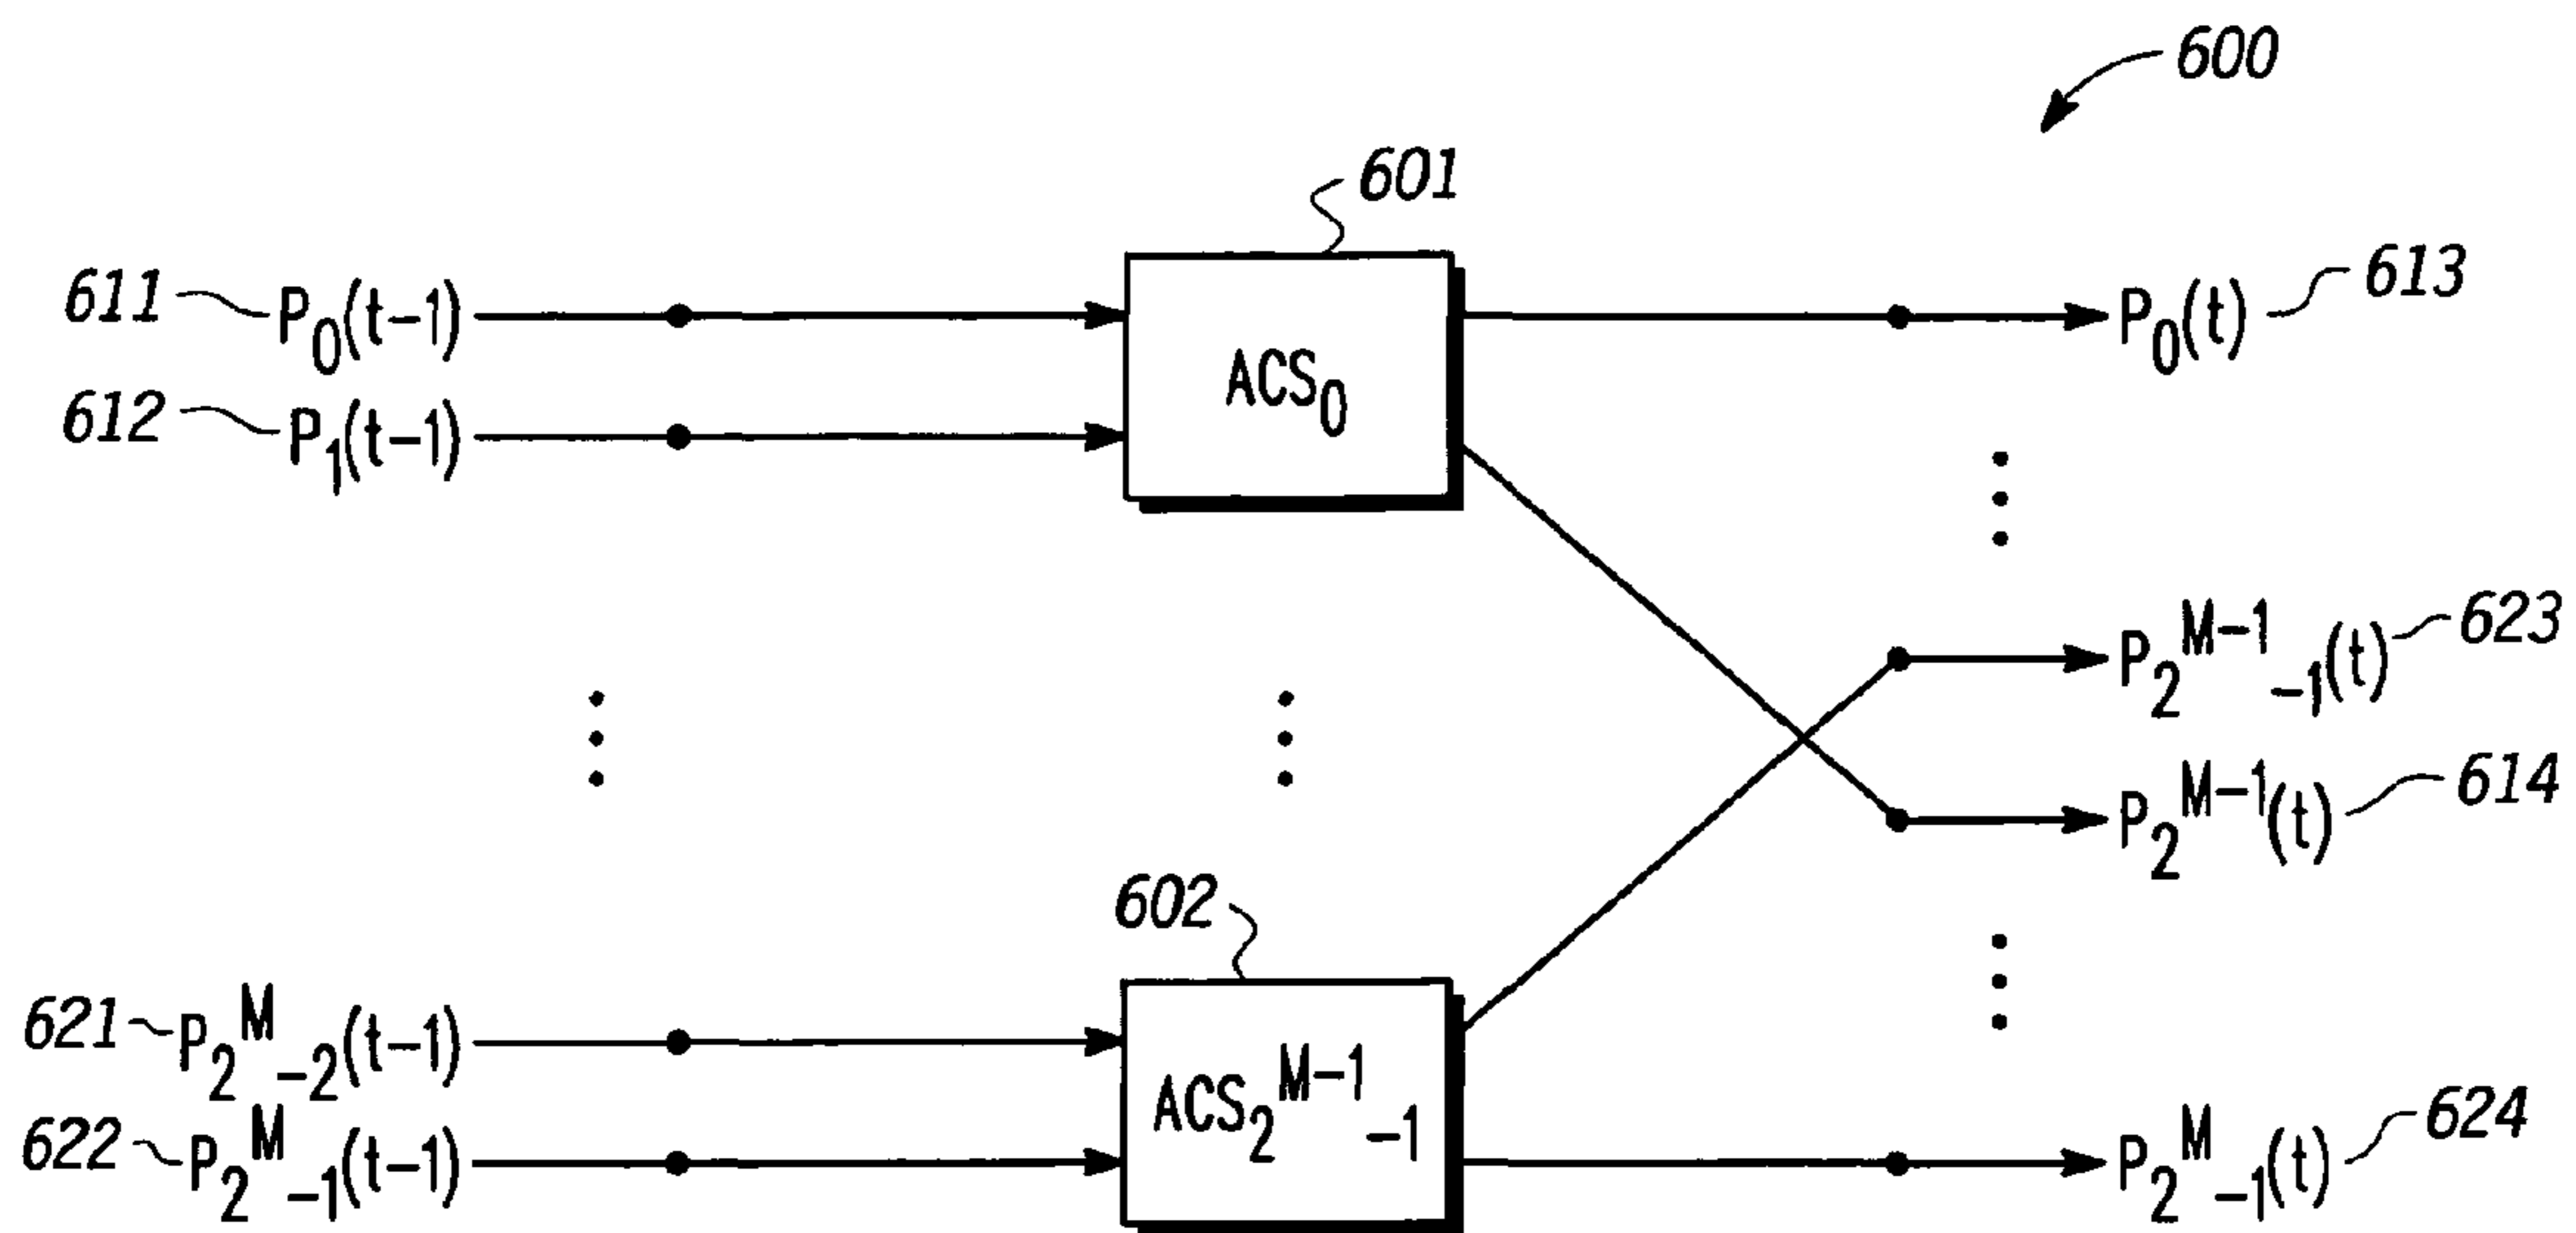 600
601
611 P₀(t-1)
P₀(t) 613
612 P₁(t-1)
ACS₀
P₂M-1₋₁(t) 623
P₂M-1(t) 614
602
621 P₂M₋₂(t-1)
622 P₂M₋₁(t-1)
ACS₂M-1₋₁
P₂M₋₁(t) 624